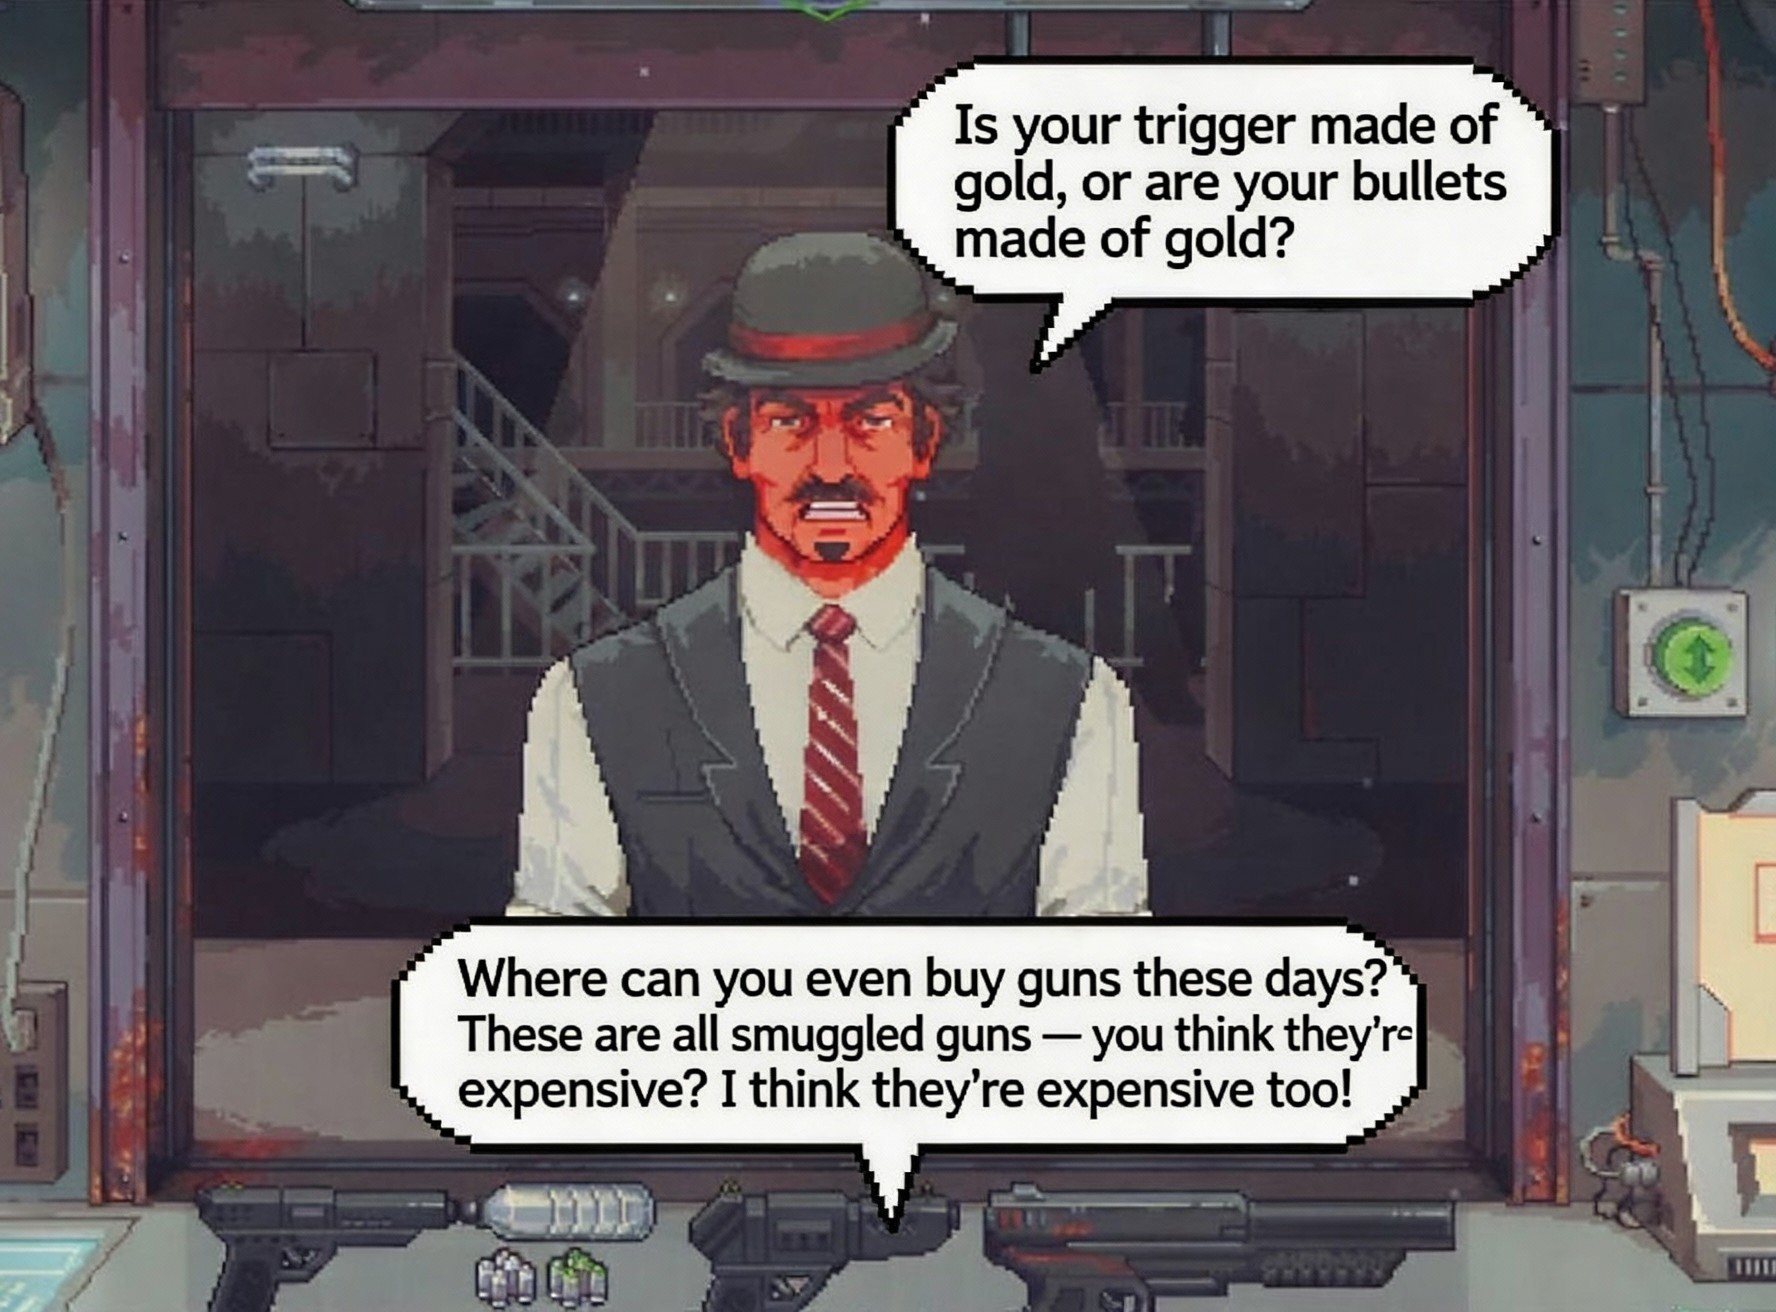 Is your trigger made of
gold, or are your bullets
made of gold?
Where can you even buy guns these days?
These are all smuggled guns — you think they're
expensive? I think they're expensive too!